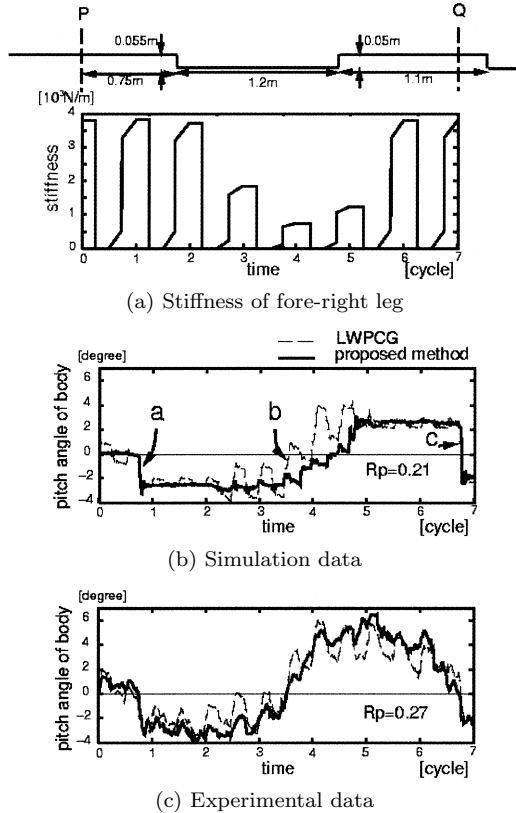 P Q
0.055m 0.05m
0.75m 1.2m 1.1m
[10³N/m]
stiffness
4
3
2
1
0
0 1 2 3 4 5 6 7
time [cycle]
(a) Stiffness of fore-right leg
[degree]
LWPCG
proposed method
pitch angle of body
6
4
2
0
−2
−4
a b c
Rp=0.21
0 1 2 3 4 5 6 7
time [cycle]
(b) Simulation data
[degree]
pitch angle of body
6
4
2
0
−2
−4
Rp=0.27
0 1 2 3 4 5 6 7
time [cycle]
(c) Experimental data